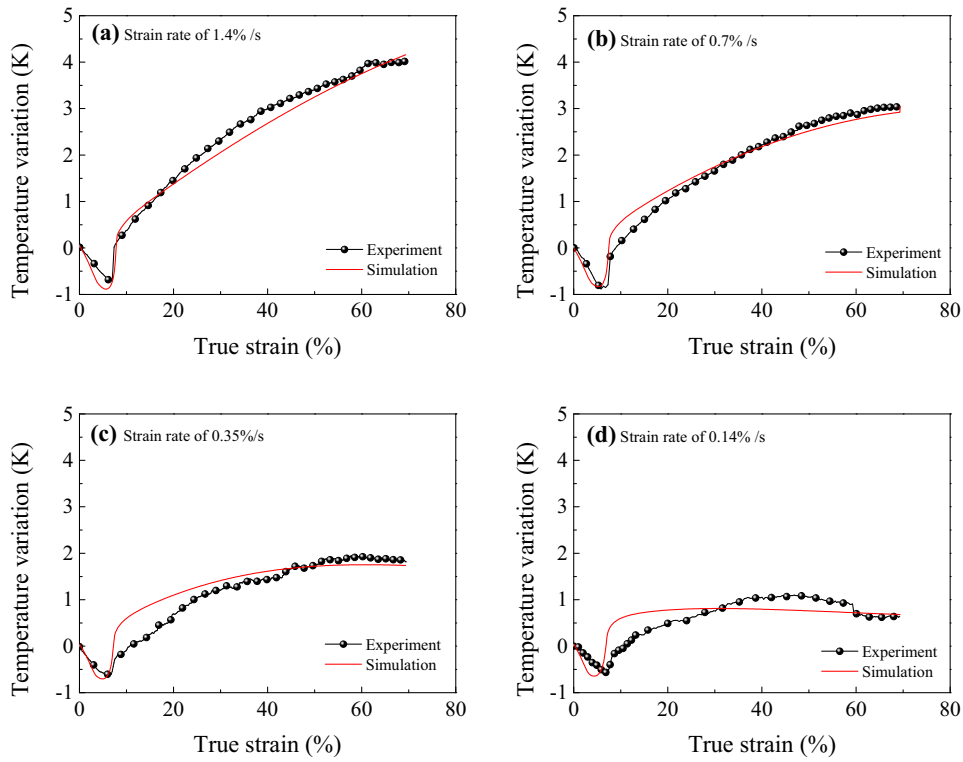 (a) Strain rate of 1.4% /s
Temperature variation (K)
5
4
3
2
1
0
-1
Experiment
Simulation
0 20 40 60 80
True strain (%)
(b) Strain rate of 0.7% /s
Temperature variation (K)
5
4
3
2
1
0
-1
Experiment
Simulation
0 20 40 60 80
True strain (%)
(c) Strain rate of 0.35%/s
Temperature variation (K)
5
4
3
2
1
0
-1
Experiment
Simulation
0 20 40 60 80
True strain (%)
(d) Strain rate of 0.14% /s
Temperature variation (K)
5
4
3
2
1
0
-1
Experiment
Simulation
0 20 40 60 80
True strain (%)